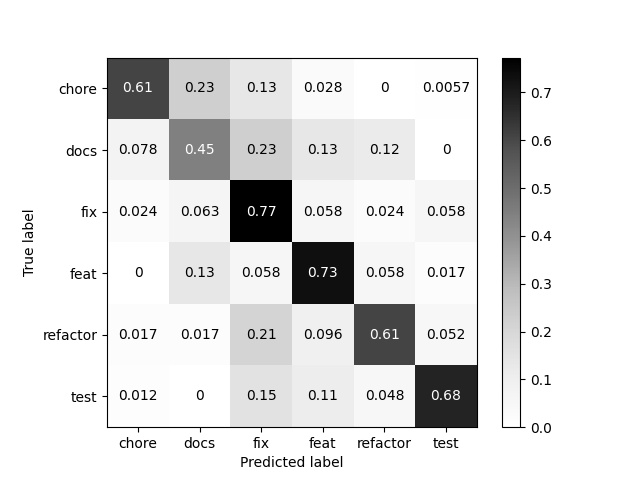 chore 0.61 0.23 0.13 0.028 0 0.0057
docs 0.078 0.45 0.23 0.13 0.12 0
fix 0.024 0.063 0.77 0.058 0.024 0.058
feat 0 0.13 0.058 0.73 0.058 0.017
refactor 0.017 0.017 0.21 0.096 0.61 0.052
test 0.012 0 0.15 0.11 0.048 0.68
chore docs fix feat refactor test
Predicted label
True label
0.7
0.6
0.5
0.4
0.3
0.2
0.1
0.0